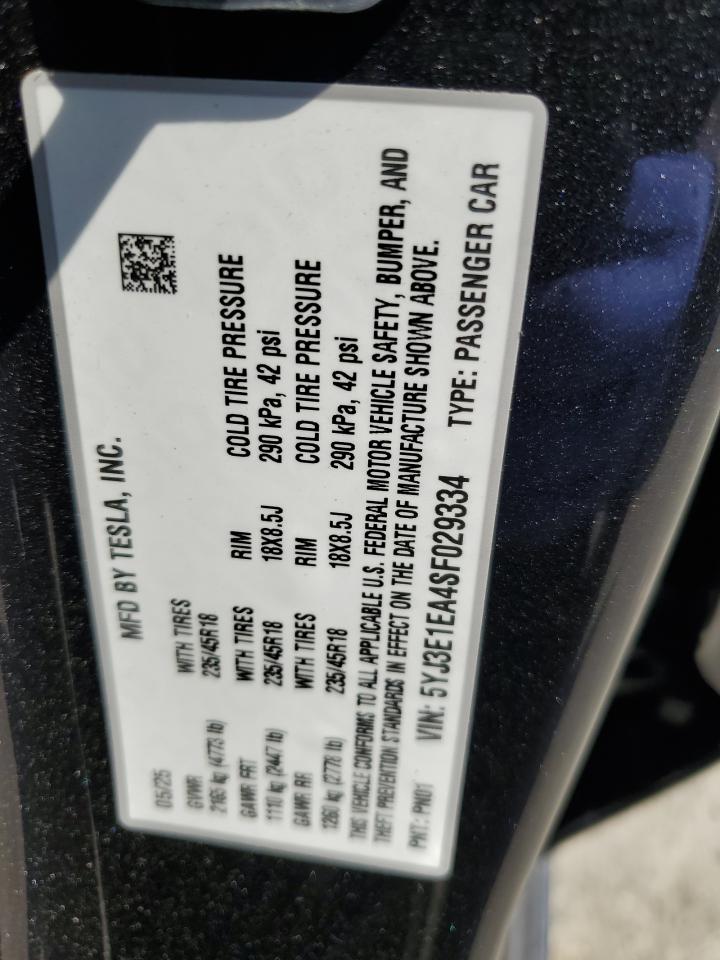 MFD BY TESLA, INC.
05/25
GVWR WITH TIRES
2165 kg (4773 lb) 235/45R18
GAWR FRT WITH TIRES RIM COLD TIRE PRESSURE
1110 kg (2447 lb) 235/45R18 18X8.5J 290 kPa, 42 psi
GAWR RR WITH TIRES RIM COLD TIRE PRESSURE
1260 kg (2778 lb) 235/45R18 18X8.5J 290 kPa, 42 psi
THIS VEHICLE CONFORMS TO ALL APPLICABLE U.S. FEDERAL MOTOR VEHICLE SAFETY, BUMPER, AND
THEFT PREVENTION STANDARDS IN EFFECT ON THE DATE OF MANUFACTURE SHOWN ABOVE.
PNT: PN01 VIN: 5YJ3E1EA4SF029334 TYPE: PASSENGER CAR